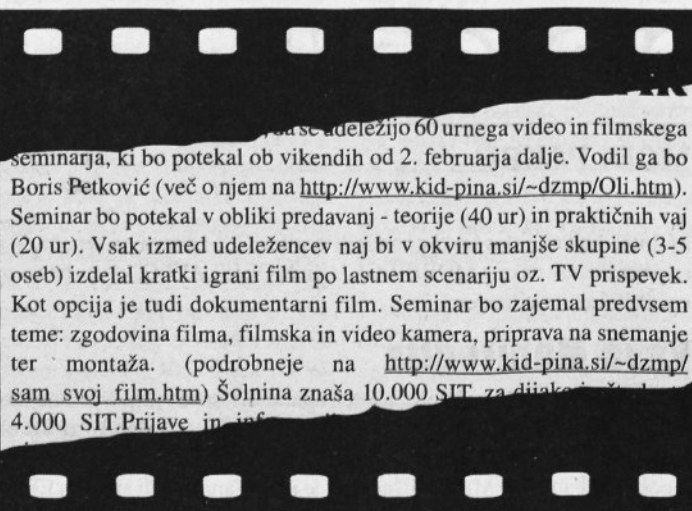 se udeležijo 60 urnega video in filmskega
seminarja, ki bo potekal ob vikendih od 2. februarja dalje. Vodil ga bo
Boris Petković (več o njem na http://www.kid-pina.si/~dzmp/Oli.htm).
Seminar bo potekal v obliki predavanj - teorije (40 ur) in praktičnih vaj
(20 ur). Vsak izmed udeležencev naj bi v okviru manjše skupine (3-5
oseb) izdelal kratki igrani film po lastnem scenariju oz. TV prispevek.
Kot opcija je tudi dokumentarni film. Seminar bo zajemal predvsem
teme: zgodovina filma, filmska in video kamera, priprava na snemanje
ter montaža. (podrobneje na http://www.kid-pina.si/~dzmp/
sam_svoj_film.htm) Šolnina znaša 10.000 SIT, za
4.000 SIT.Prijave in